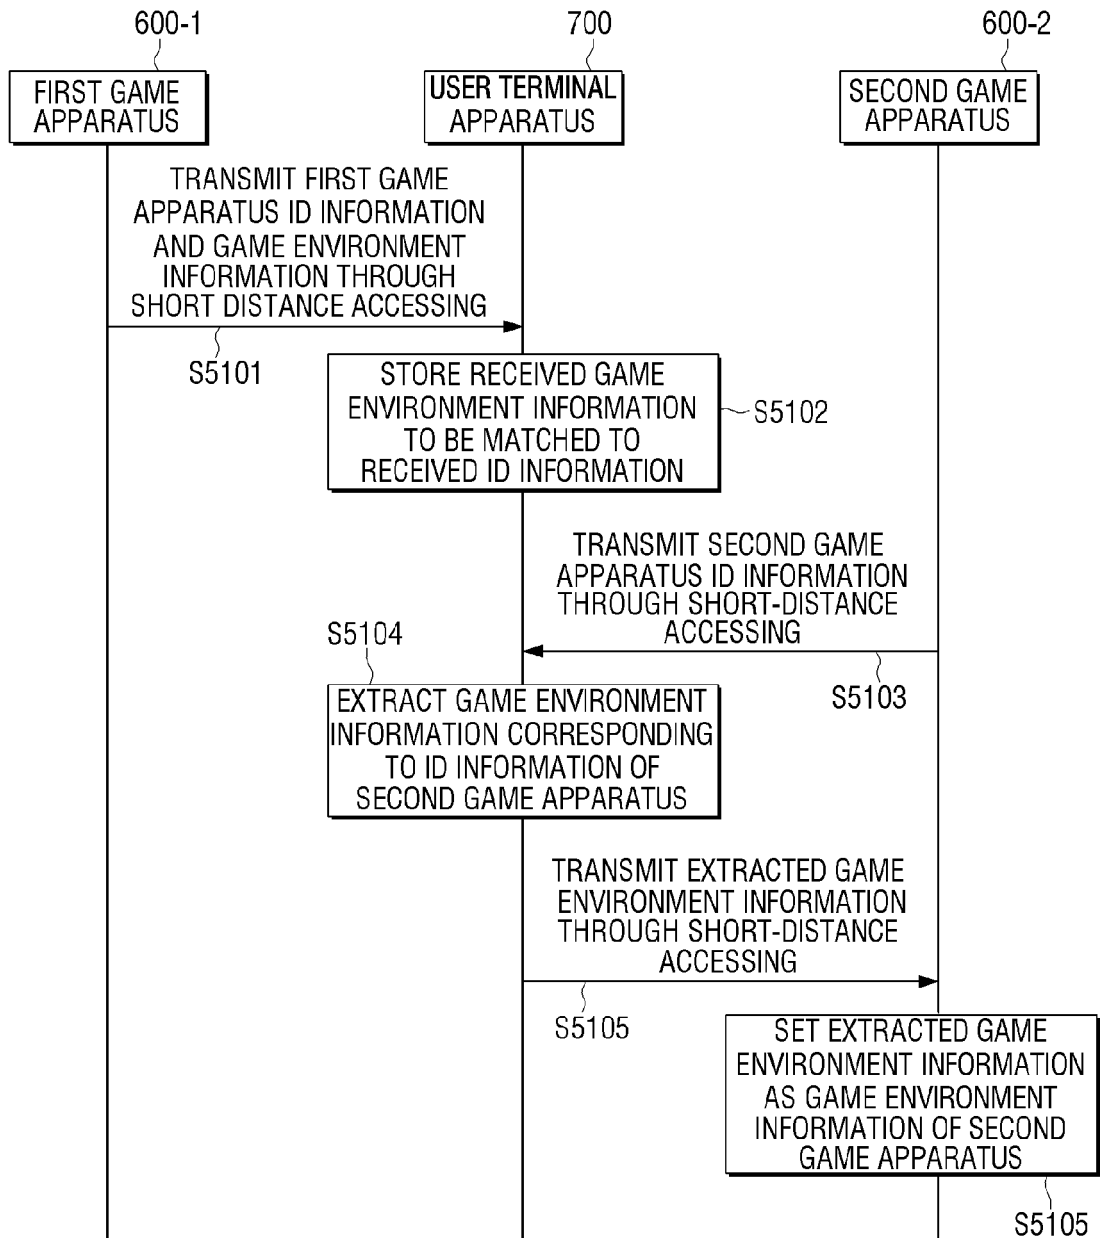 600-1
700
600-2
FIRST GAME
APPARATUS
USER TERMINAL
APPARATUS
SECOND GAME
APPARATUS
TRANSMIT FIRST GAME
APPARATUS ID INFORMATION
AND GAME ENVIRONMENT
INFORMATION THROUGH
SHORT DISTANCE ACCESSING
S5101
STORE RECEIVED GAME
ENVIRONMENT INFORMATION
TO BE MATCHED TO
RECEIVED ID INFORMATION
S5102
TRANSMIT SECOND GAME
APPARATUS ID INFORMATION
THROUGH SHORT-DISTANCE
ACCESSING
S5103
S5104
EXTRACT GAME ENVIRONMENT
INFORMATION CORRESPONDING
TO ID INFORMATION OF
SECOND GAME APPARATUS
TRANSMIT EXTRACTED GAME
ENVIRONMENT INFORMATION
THROUGH SHORT-DISTANCE
ACCESSING
S5105
SET EXTRACTED GAME
ENVIRONMENT INFORMATION
AS GAME ENVIRONMENT
INFORMATION OF SECOND
GAME APPARATUS
S5105